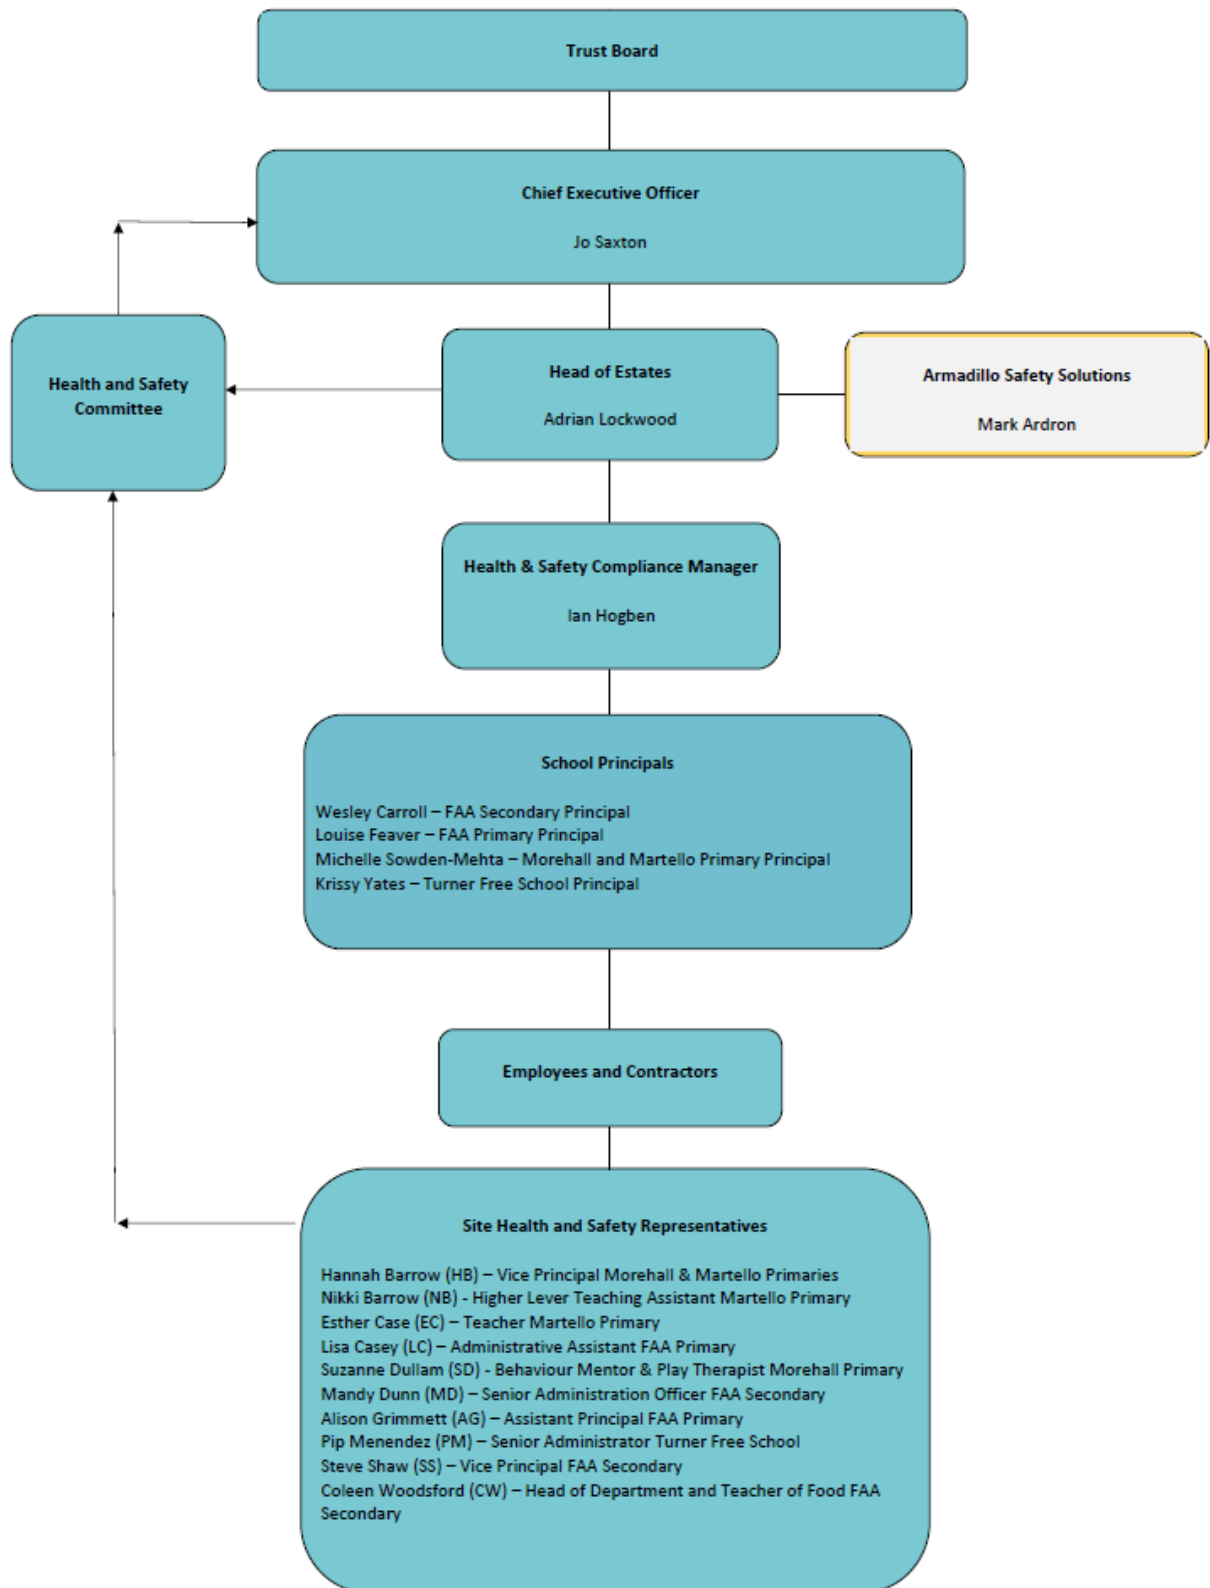 Trust Board
Chief Executive Officer
Jo Saxton
Health and Safety
Committee
Head of Estates
Adrian Lockwood
Armadillo Safety Solutions
Mark Ardron
Health & Safety Compliance Manager
Ian Hogben
School Principals
Wesley Carroll – FAA Secondary Principal
Louise Feaver – FAA Primary Principal
Michelle Sowden-Mehta – Morehall and Martello Primary Principal
Krissy Yates – Turner Free School Principal
Employees and Contractors
Site Health and Safety Representatives
Hannah Barrow (HB) – Vice Principal Morehall & Martello Primaries
Nikki Barrow (NB) - Higher Lever Teaching Assistant Martello Primary
Esther Case (EC) – Teacher Martello Primary
Lisa Casey (LC) – Administrative Assistant FAA Primary
Suzanne Dullam (SD) - Behaviour Mentor & Play Therapist Morehall Primary
Mandy Dunn (MD) – Senior Administration Officer FAA Secondary
Alison Grimmett (AG) – Assistant Principal FAA Primary
Pip Menendez (PM) – Senior Administrator Turner Free School
Steve Shaw (SS) – Vice Principal FAA Secondary
Coleen Woodsford (CW) – Head of Department and Teacher of Food FAA
Secondary